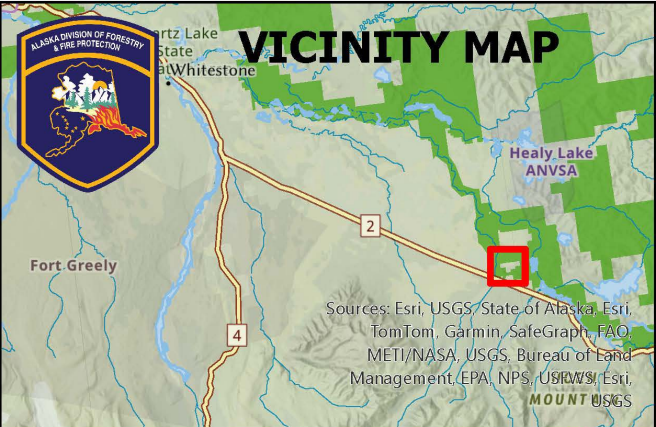 ALASKA DIVISION OF FORESTRY
& FIRE PROTECTION
VICINITY MAP
rtz Lake
State
Whitestone
Healy Lake
ANVSA
2
Fort Greely
4
Sources: Esri, USGS, State of Alaska, Esri,
TomTom, Garmin, SafeGraph, FAO,
METI/NASA, USGS, Bureau of Land
Management, EPA, NPS, USFWS, Esri,
USGS
MOUNT